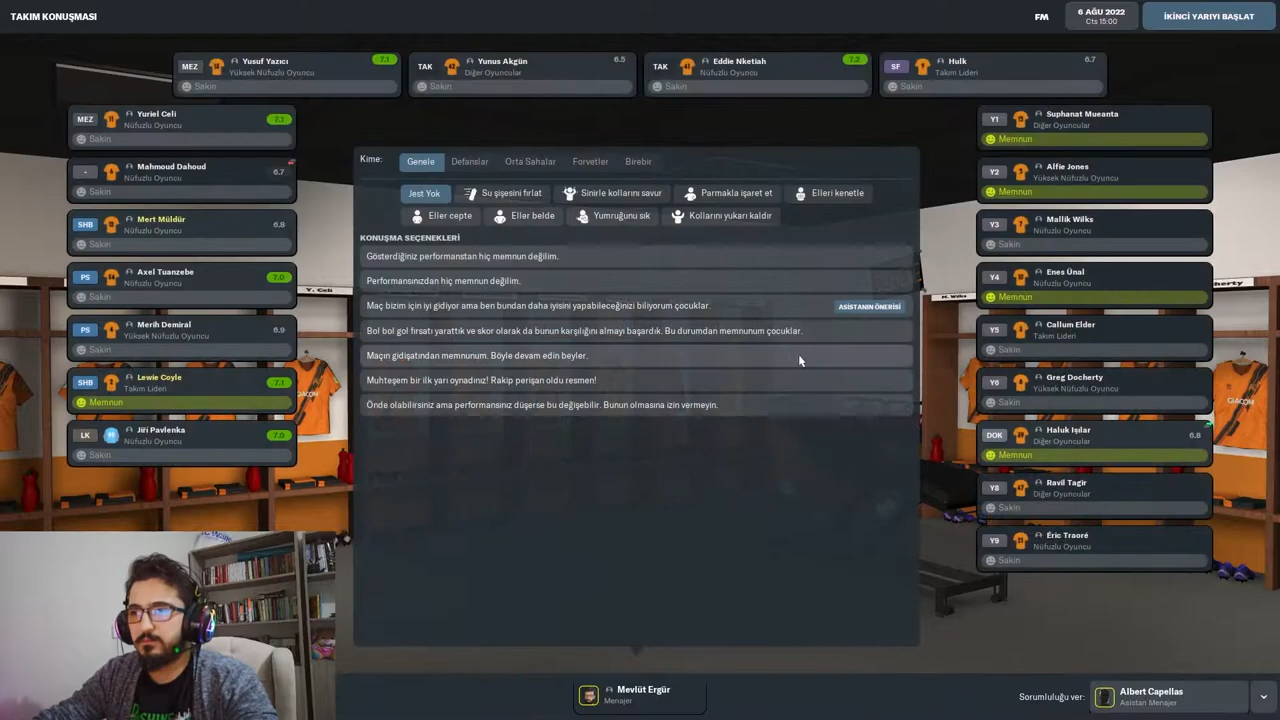 TAKIM KONUŞMASI
FM
6 AĞU 2022
Cts 15:00
İKİNCİ YARIYI BAŞLAT
MEZ
Yusuf Yazıcı
7.1
Yüksek Nüfuzlu Oyuncu
Sakin
TAK
Yunus Akgün
6.5
Diğer Oyuncular
Sakin
TAK
Eddie Nketiah
7.2
Nüfuzlu Oyuncu
Sakin
SF
Hulk
6.7
Takım Lideri
Sakin
MEZ
Yuriel Celi
Nüfuzlu Oyuncu
7.1
Sakin
-
Mahmoud Dahoud
Nüfuzlu Oyuncu
6.7
Sakin
SHB
Mert Müldür
Nüfuzlu Oyuncu
6.8
Sakin
PS
Axel Tuanzebe
Nüfuzlu Oyuncu
7.0
Sakin
PS
Merih Demiral
Yüksek Nüfuzlu Oyuncu
6.9
Sakin
SHB
Lewie Coyle
Takım Lideri
7.1
Memnun
LK
Jiří Pavlenka
Nüfuzlu Oyuncu
7.0
Sakin
Y. Celi
Kime:
Genele
Defanslar
Orta Sahalar
Forvetler
Birebir
Jest Yok
Su şişesini fırlat
Sinirle kollarını savur
Parmakla işaret et
Elleri kenetle
Eller cepte
Eller belde
Yumruğunu sık
Kollarını yukarı kaldır
KONUŞMA SEÇENEKLERİ
Gösterdiğiniz performanstan hiç memnun değilim.
Performansınızdan hiç memnun değilim.
Maç bizim için iyi gidiyor ama ben bundan daha iyisini yapabileceğinizi biliyorum çocuklar.
ASİSTANIN ÖNERİSİ
Bol bol gol fırsatı yarattık ve skor olarak da bunun karşılığını almayı başardık. Bu durumdan memnunum çocuklar.
Maçın gidişatından memnunum. Böyle devam edin beyler.
Muhteşem bir ilk yarı oynadınız! Rakip perişan oldu resmen!
Önde olabilirsiniz ama performansınız düşerse bu değişebilir. Bunun olmasına izin vermeyin.
Y1
Suphanat Mueanta
Diğer Oyuncular
Memnun
Y2
Alfie Jones
Yüksek Nüfuzlu Oyuncu
Memnun
Y3
Mallik Wilks
Nüfuzlu Oyuncu
Sakin
Y4
Enes Ünal
Yüksek Nüfuzlu Oyuncu
Memnun
Y5
Callum Elder
Takım Lideri
Sakin
Y6
Greg Docherty
Yüksek Nüfuzlu Oyuncu
Sakin
DOK
Haluk Işılar
Diğer Oyuncular
6.8
Memnun
Y8
Ravil Tagir
Diğer Oyuncular
Sakin
Y9
Éric Traoré
Nüfuzlu Oyuncu
Sakin
M. Wilks
GIACOM
Mevlüt Ergür
Menajer
Sorumluluğu ver:
Albert Capellas
Asistan Menajer